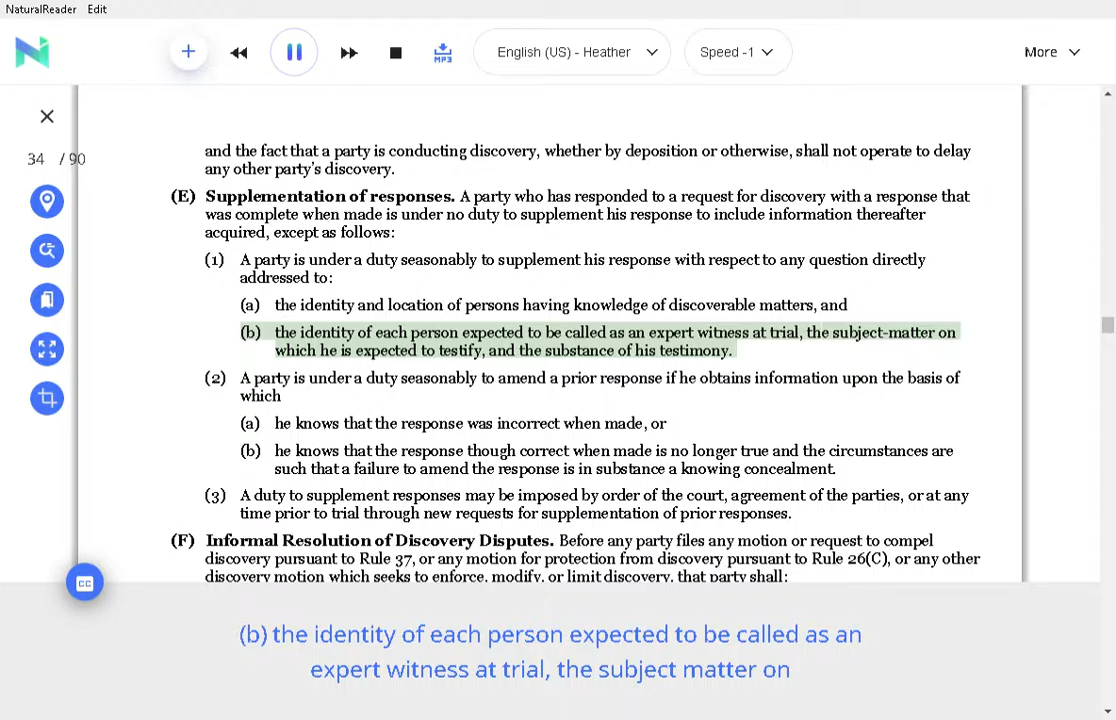 NaturalReader Edit
MP3
English (US) - Heather
Speed -1
More
34 / 90
and the fact that a party is conducting discovery, whether by deposition or otherwise, shall not operate to delay
any other party's discovery.
(E) Supplementation of responses. A party who has responded to a request for discovery with a response that
was complete when made is under no duty to supplement his response to include information thereafter
acquired, except as follows:
(1) A party is under a duty seasonably to supplement his response with respect to any question directly
addressed to:
(a) the identity and location of persons having knowledge of discoverable matters, and
(b) the identity of each person expected to be called as an expert witness at trial, the subject-matter on
which he is expected to testify, and the substance of his testimony.
(2) A party is under a duty seasonably to amend a prior response if he obtains information upon the basis of
which
(a) he knows that the response was incorrect when made, or
(b) he knows that the response though correct when made is no longer true and the circumstances are
such that a failure to amend the response is in substance a knowing concealment.
(3) A duty to supplement responses may be imposed by order of the court, agreement of the parties, or at any
time prior to trial through new requests for supplementation of prior responses.
(F) Informal Resolution of Discovery Disputes. Before any party files any motion or request to compel
discovery pursuant to Rule 37, or any motion for protection from discovery pursuant to Rule 26(C), or any other
discovery motion which seeks to enforce, modify, or limit discovery, that party shall:
CC
(b) the identity of each person expected to be called as an
expert witness at trial, the subject matter on